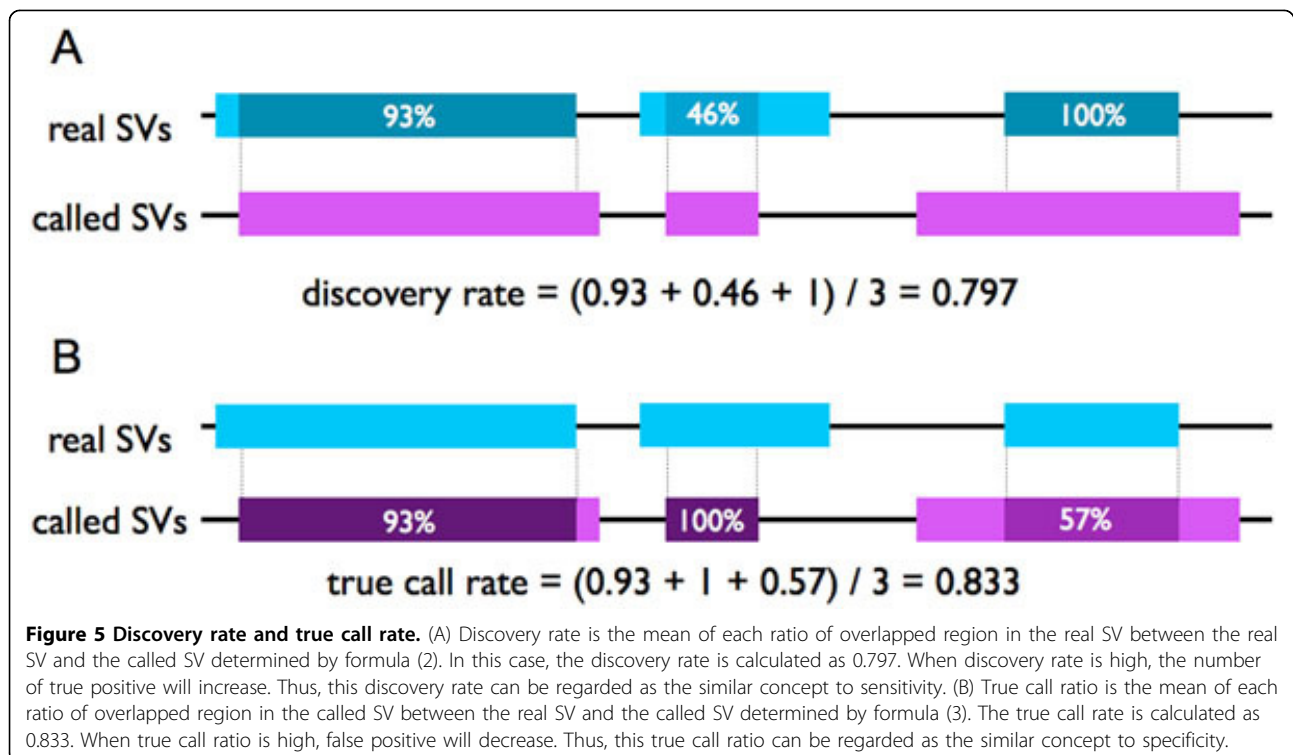 A
real SVs
93%
46%
100%
called SVs
discovery rate = (0.93 + 0.46 + 1) / 3 = 0.797
B
real SVs
called SVs
93%
100%
57%
true call rate = (0.93 + 1 + 0.57) / 3 = 0.833
Figure 5 Discovery rate and true call rate. (A) Discovery rate is the mean of each ratio of overlapped region in the real SV between the real
SV and the called SV determined by formula (2). In this case, the discovery rate is calculated as 0.797. When discovery rate is high, the number
of true positive will increase. Thus, this discovery rate can be regarded as the similar concept to sensitivity. (B) True call ratio is the mean of each
ratio of overlapped region in the called SV between the real SV and the called SV determined by formula (3). The true call rate is calculated as
0.833. When true call ratio is high, false positive will decrease. Thus, this true call ratio can be regarded as the similar concept to specificity.